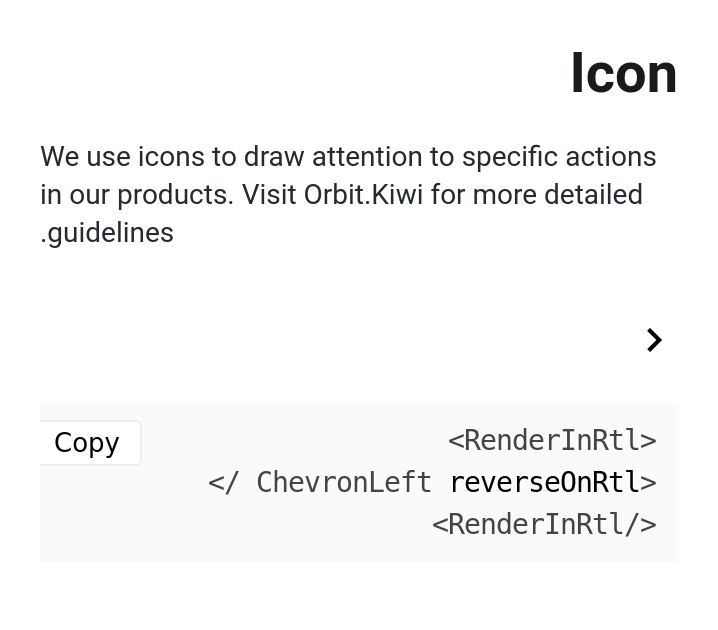 Icon
We use icons to draw attention to specific actions
in our products. Visit Orbit.Kiwi for more detailed
.guidelines
Copy
<RenderInRtl>
</ ChevronLeft reverseOnRtl>
<RenderInRtl/>